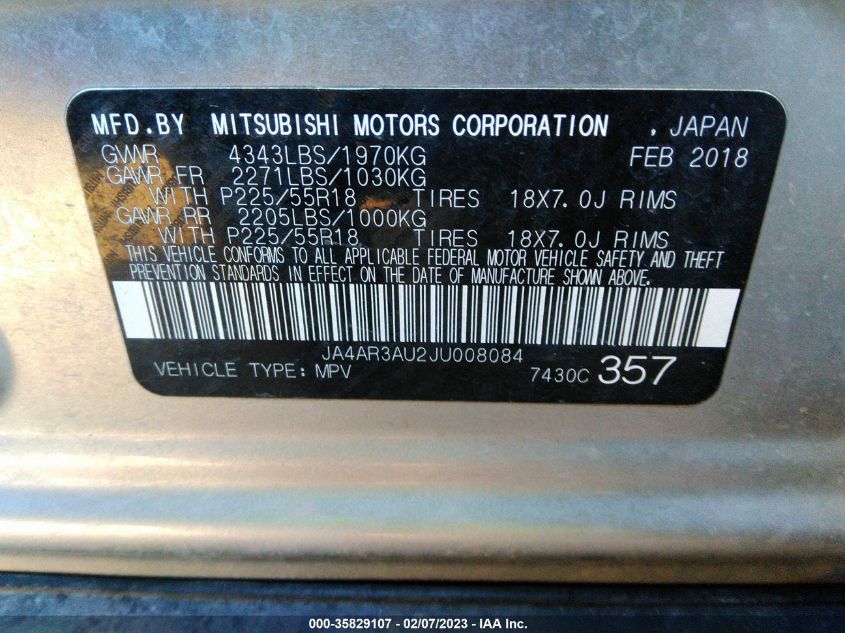 MFD.BY MITSUBISHI MOTORS CORPORATION , JAPAN
GVWR 4343LBS/1970KG FEB 2018
GAWR FR 2271LBS/1030KG
WITH P225/55R18 TIRES 18X7.0J RIMS
GAWR RR 2205LBS/1000KG
WITH P225/55R18 TIRES 18X7.0J RIMS
THIS VEHICLE CONFORMS TO ALL APPLICABLE FEDERAL MOTOR VEHICLE SAFETY AND THEFT
PREVENTION STANDARDS IN EFFECT ON THE DATE OF MANUFACTURE SHOWN ABOVE.
JA4AR3AU2JU008084
VEHICLE TYPE: MPV 7430C 357
000-35829107 - 02/07/2023 - IAA Inc.